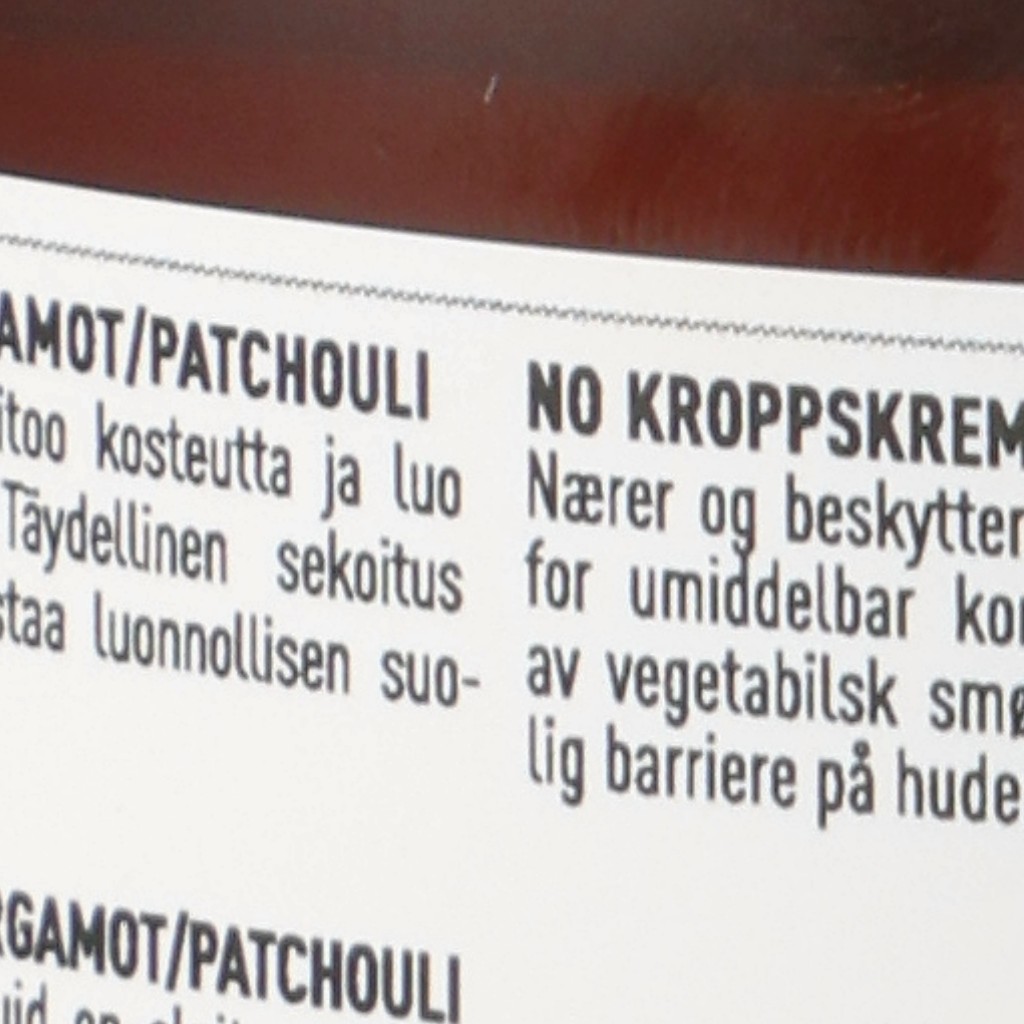 AMOT/PATCHOULI
itoo kosteutta ja luo
Täydellinen sekoitus
staa luonnollisen suo-
NO KROPPSKREM
Nærer og beskytter
for umiddelbar kor
av vegetabilsk smø
lig barriere på hude
RGAMOT/PATCHOULI